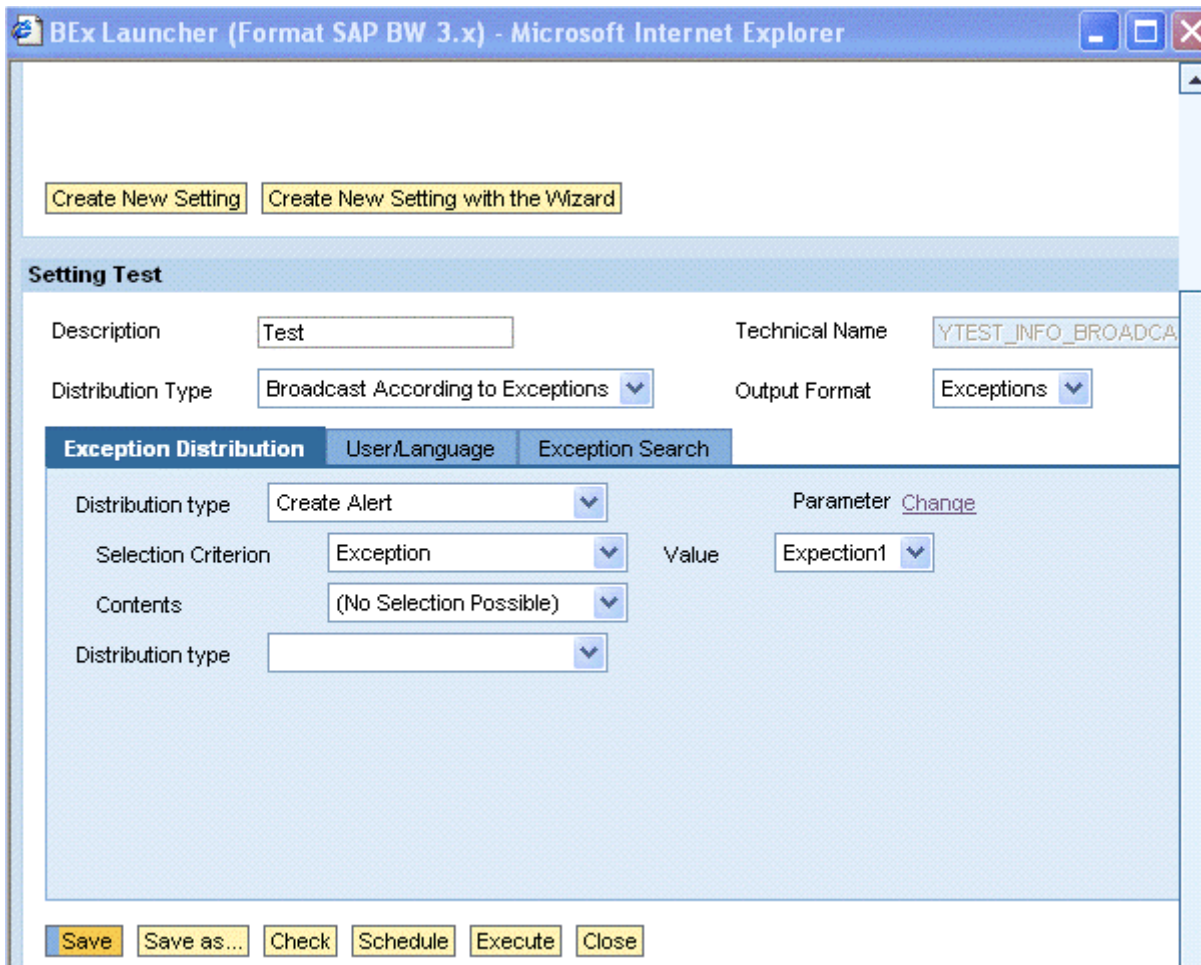 BEx Launcher (Format SAP BW 3.x) - Microsoft Internet Explorer
Create New Setting Create New Setting with the Wizard
Setting Test
Description Test Technical Name YTEST_INFO_BROADCA
Distribution Type Broadcast According to Exceptions Output Format Exceptions
Exception Distribution User/Language Exception Search
Distribution type Create Alert Parameter Change
Selection Criterion Exception Value Expection1
Contents (No Selection Possible)
Distribution type
Save Save as... Check Schedule Execute Close